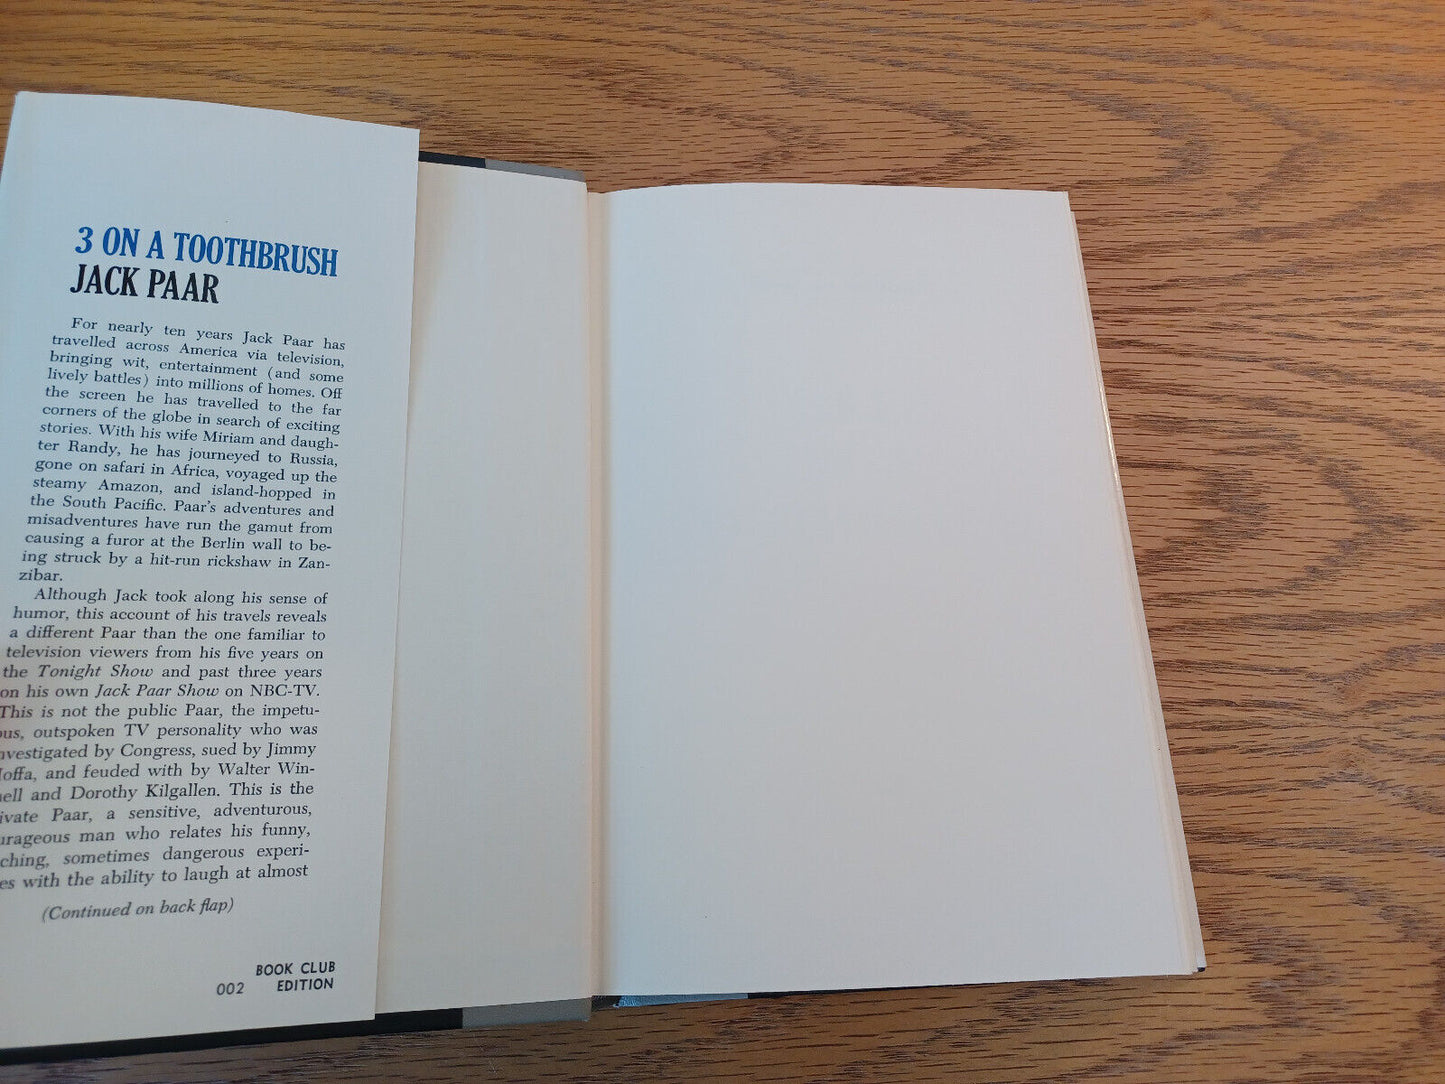 3 ON A TOOTHBRUSH
JACK PAAR
For nearly ten years Jack Paar has
travelled across America via television,
bringing wit, entertainment (and some
lively battles) into millions of homes. Off
the screen he has travelled to the far
corners of the globe in search of exciting
stories. With his wife Miriam and daugh-
ter Randy, he has journeyed to Russia,
gone on safari in Africa, voyaged up the
steamy Amazon, and island-hopped in
the South Pacific. Paar's adventures and
misadventures have run the gamut from
causing a furor at the Berlin wall to be-
ing struck by a hit-run rickshaw in Zan-
zibar.
Although Jack took along his sense of
humor, this account of his travels reveals
a different Paar than the one familiar to
television viewers from his five years on
the Tonight Show and past three years
on his own Jack Paar Show on NBC-TV.
This is not the public Paar, the impetu-
ous, outspoken TV personality who was
nvestigated by Congress, sued by Jimmy
Hoffa, and feuded with by Walter Win-
hell and Dorothy Kilgallen. This is the
ivate Paar, a sensitive, adventurous,
urageous man who relates his funny,
ching, sometimes dangerous experi-
es with the ability to laugh at almost
(Continued on back flap)
BOOK CLUB
002 EDITION